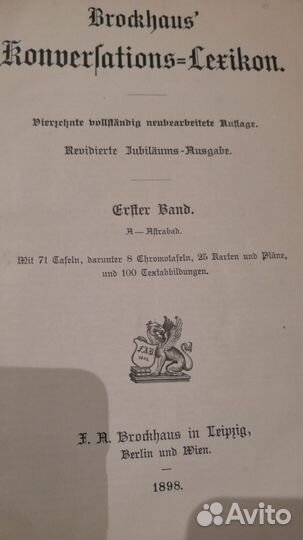 Brockhaus'
Konversations=Lexikon.
Vierzehnte vollständig neubearbeitete Auflage.
Revidierte Jubiläums-Ausgabe.
Erster Band.
A—Astrabad.
Mit 71 Tafeln, darunter 8 Chromotafeln, 25 Karten und Pläne,
und 100 Textabbildungen.
F.A.B.
F. A. Brockhaus in Leipzig,
Berlin und Wien.
1898.
Avito